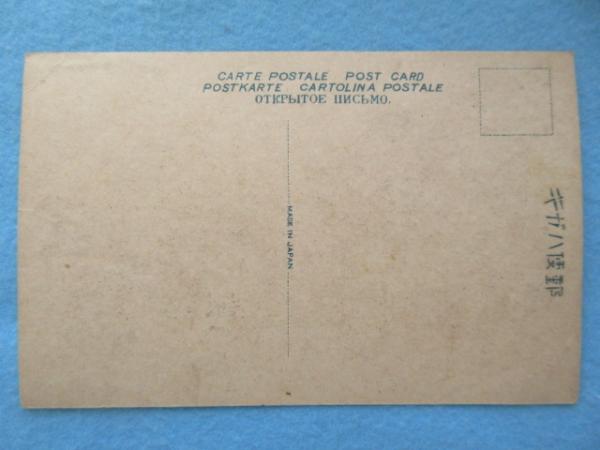 CARTE POSTALE POST CARD
POSTKARTE CARTOLINA POSTALE
ОТКРЫТОЕ ПИСЬМО.
MADE IN JAPAN
郵便ハガキ